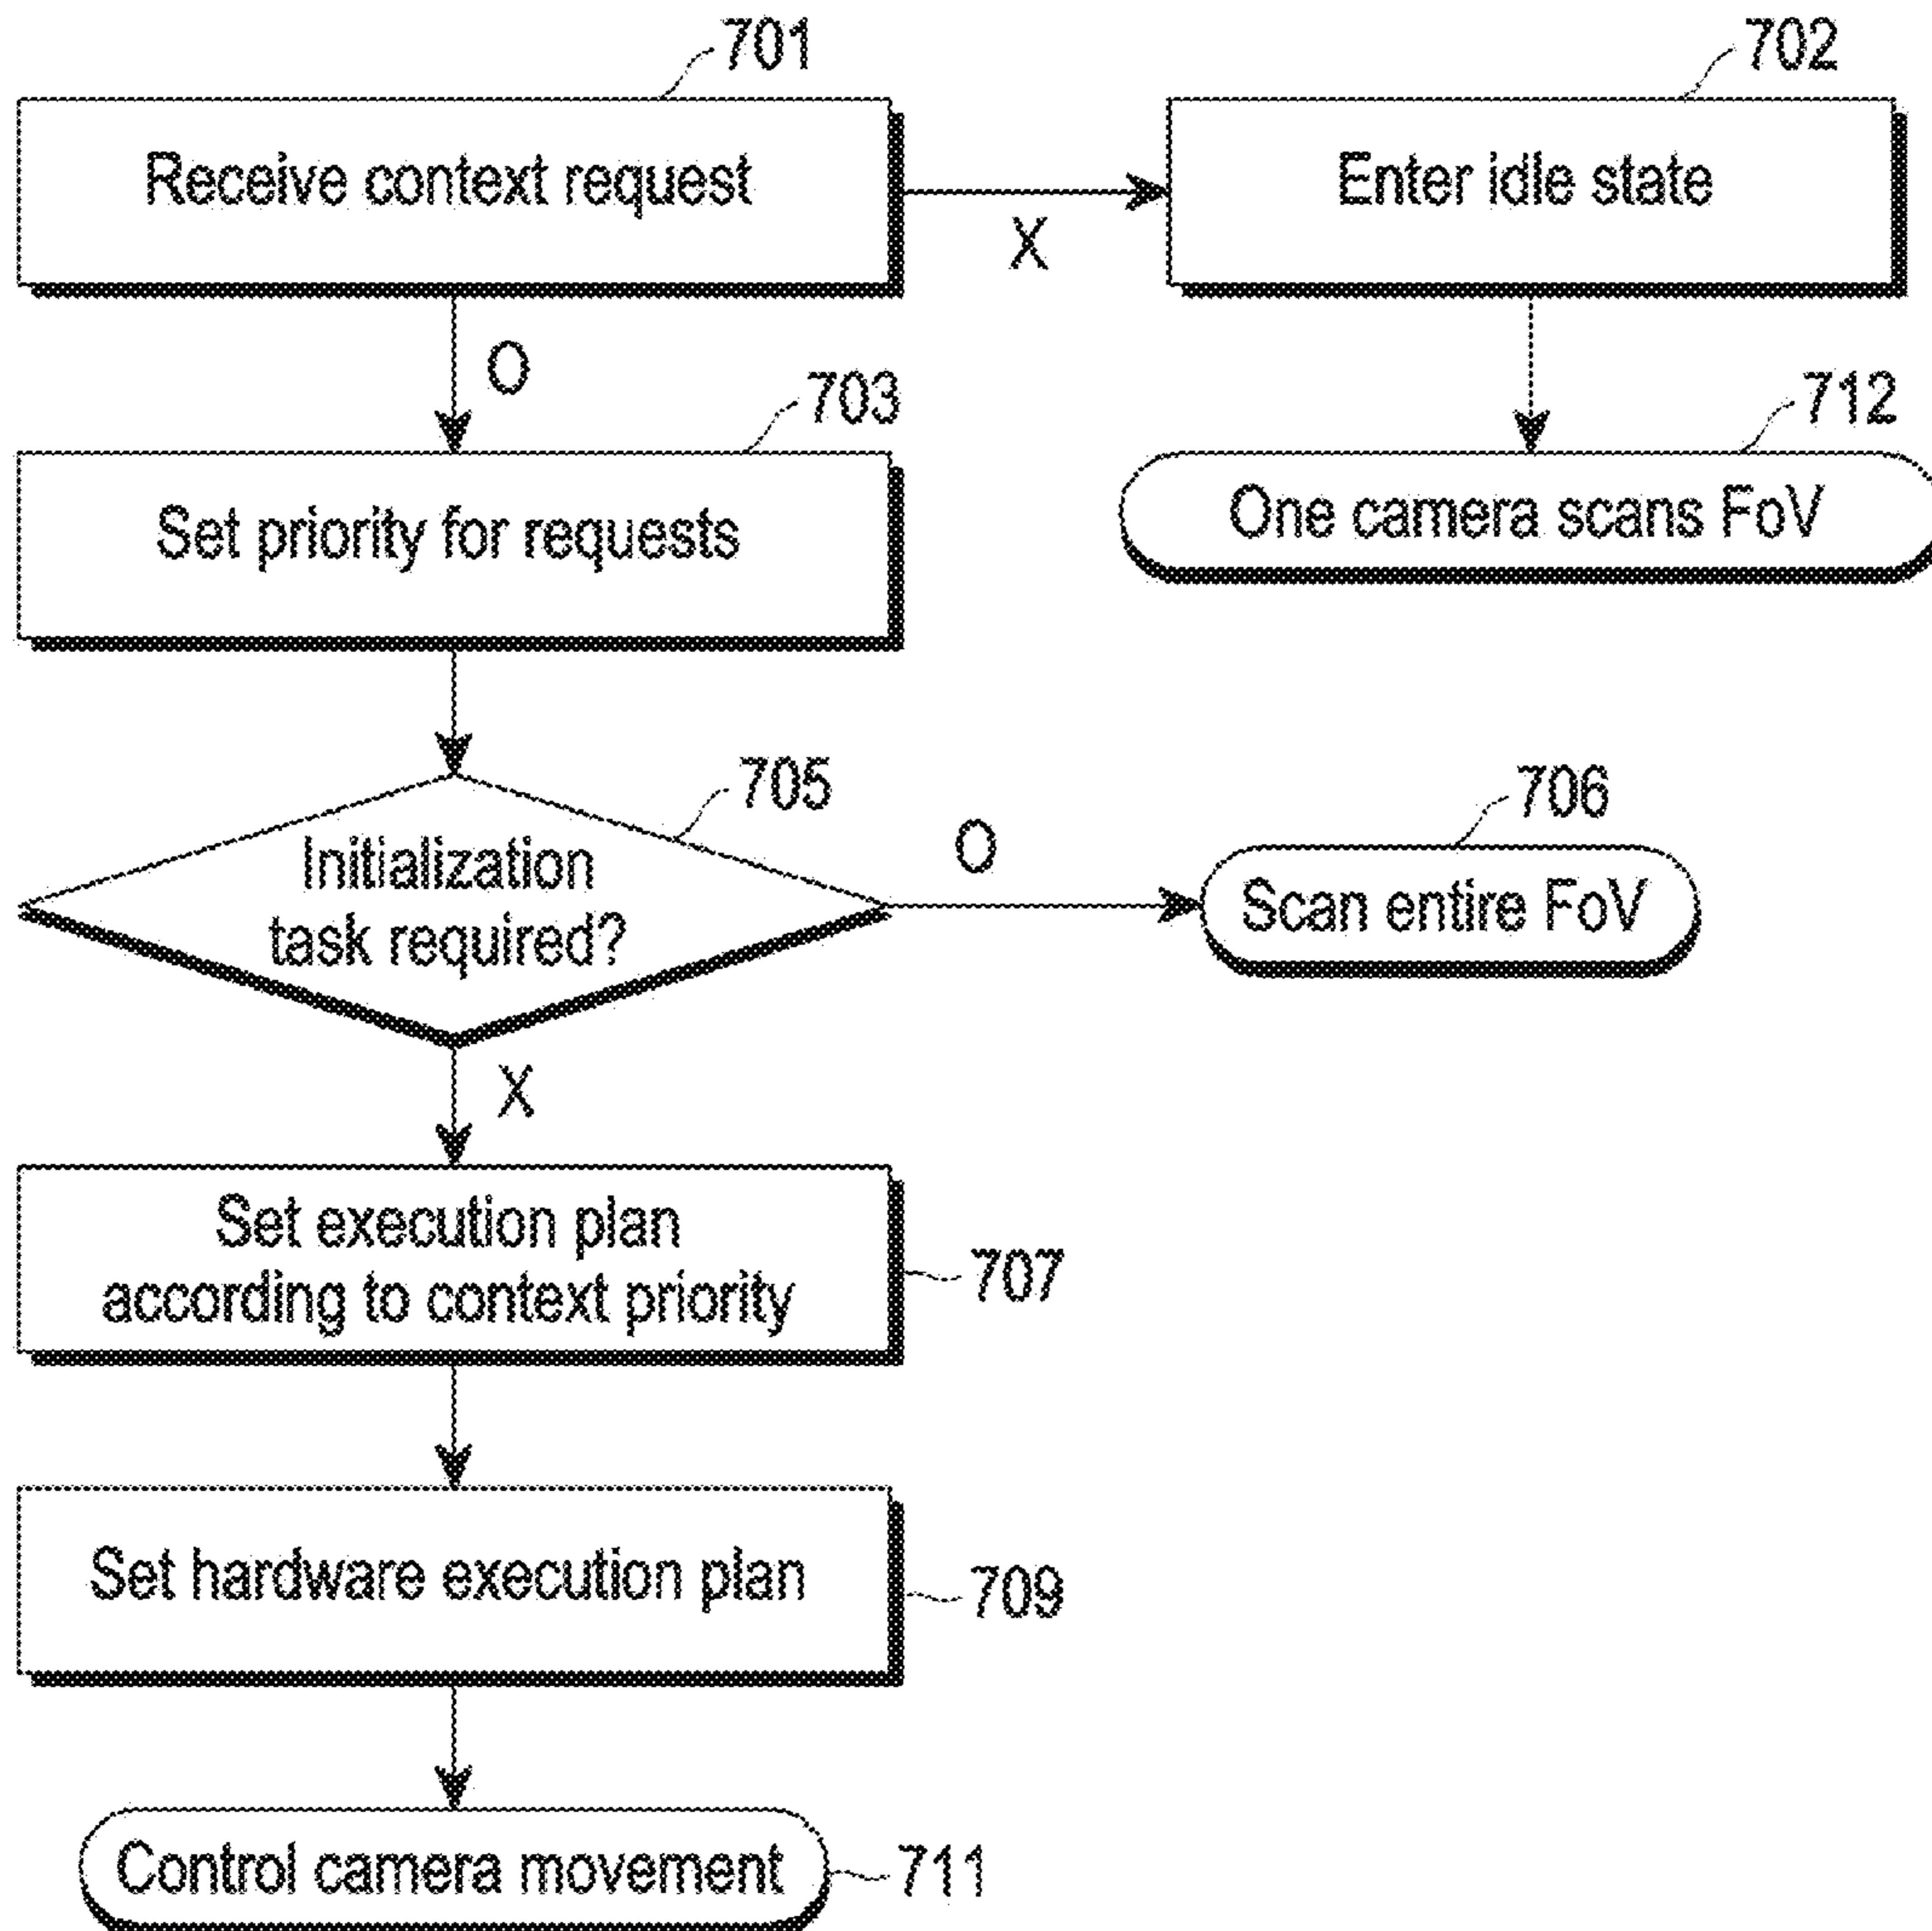 701
702
Receive context request
Enter idle state
X
O
703
712
Set priority for requests
One camera scans FoV
705
706
O
Initialization
task required?
Scan entire FoV
X
Set execution plan
according to context priority
707
Set hardware execution plan
709
Control camera movement
711